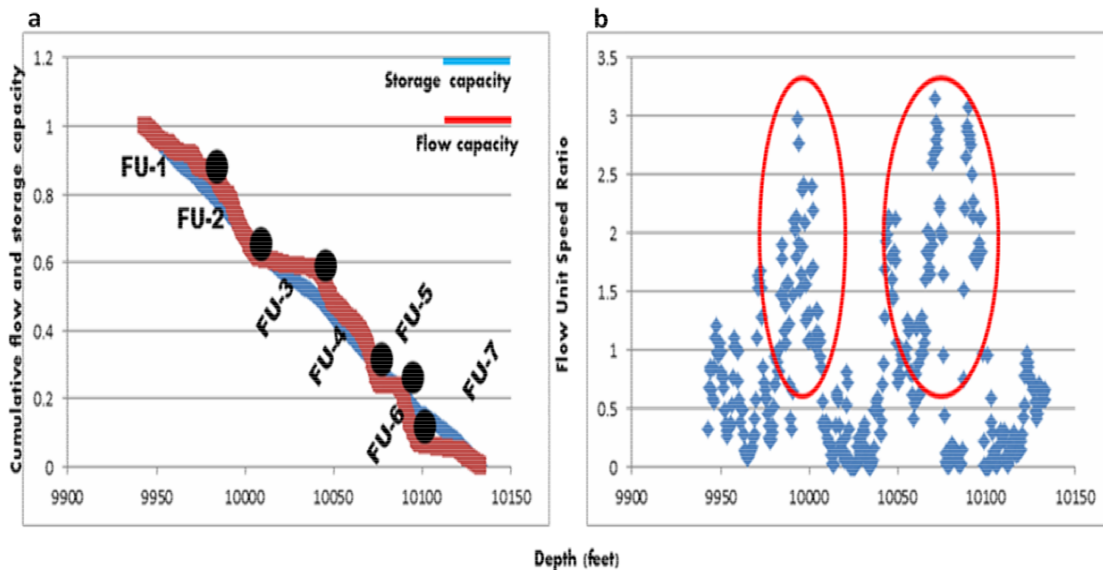 a
Cumulative flow and storage capacity
1.2
1
0.8
0.6
0.4
0.2
0
9900
9950
10000
10050
10100
10150
Storage capacity
Flow capacity
FU-1
FU-2
FU-3
FU-4
FU-5
FU-6
FU-7
b
Flow Unit Speed Ratio
3.5
3
2.5
2
1.5
1
0.5
0
9900
9950
10000
10050
10100
10150
Depth (feet)